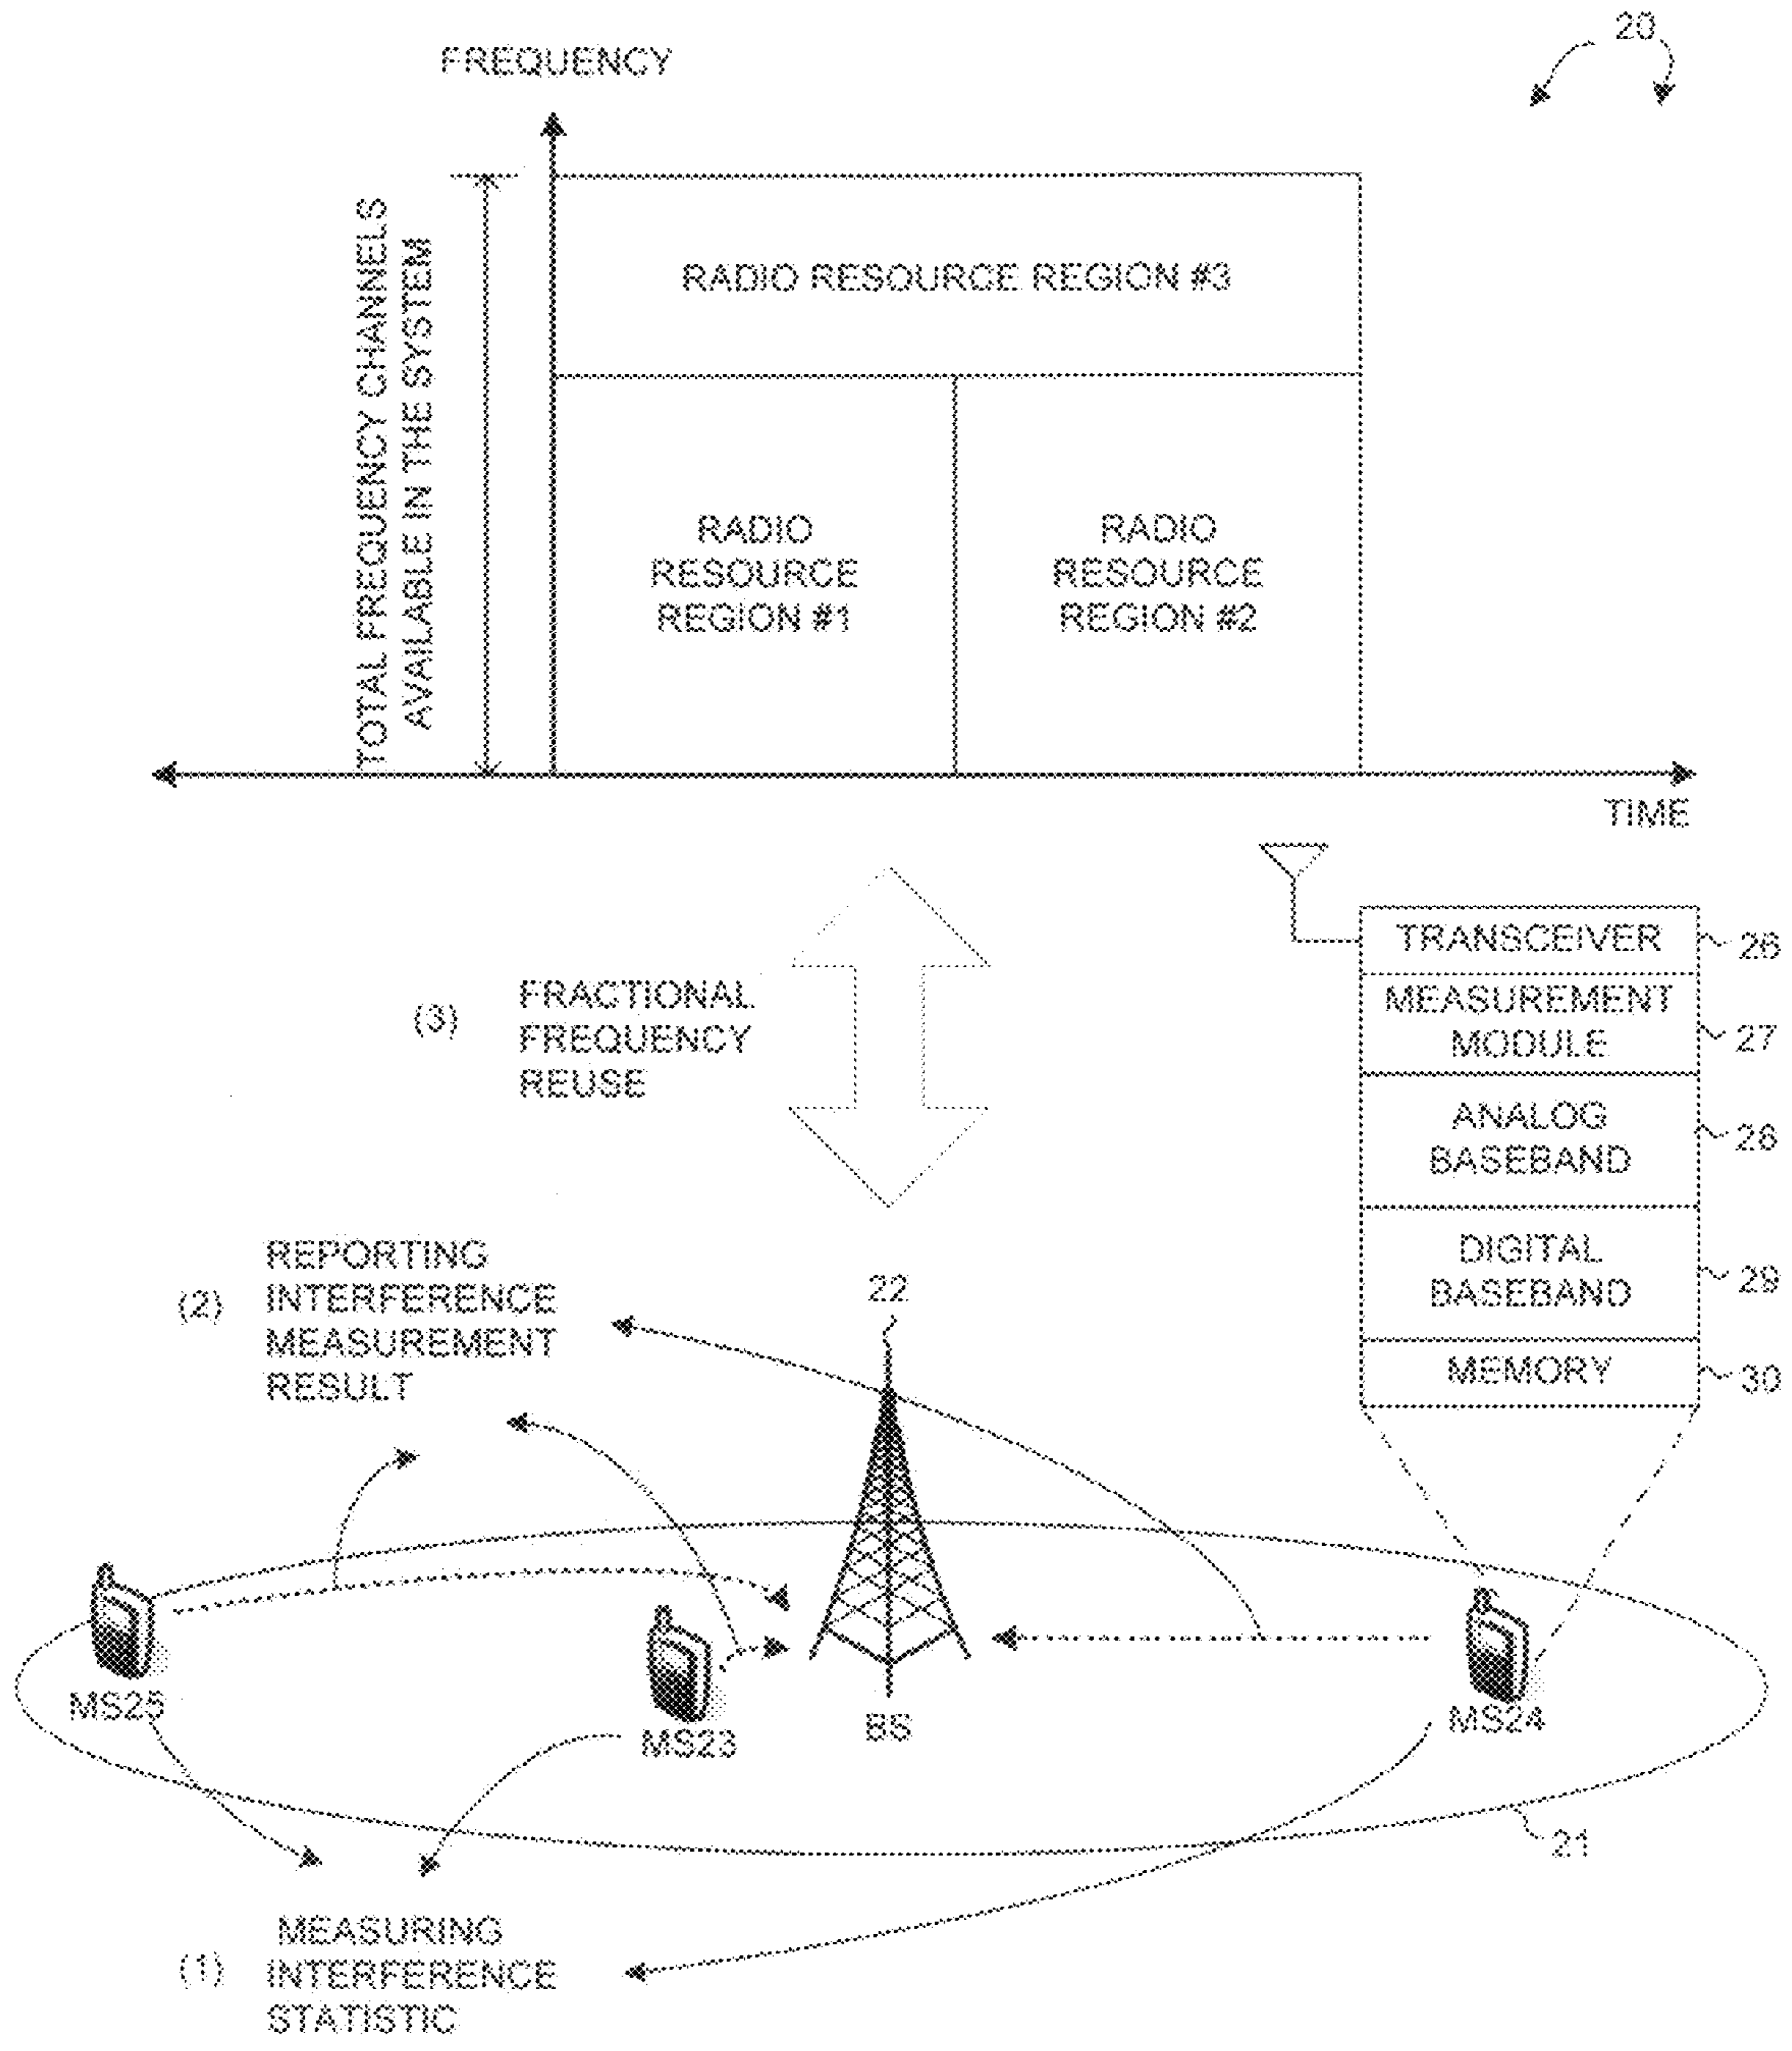 20
FREQUENCY
TOTAL FREQUENCY CHANNELS
AVAILABLE IN THE SYSTEM
RADIO RESOURCE REGION #3
RADIO
RESOURCE
REGION #1
RADIO
RESOURCE
REGION #2
TIME
(3)
FRACTIONAL
FREQUENCY
REUSE
TRANSCEIVER
26
MEASUREMENT
MODULE
27
ANALOG
BASEBAND
26
DIGITAL
BASEBAND
29
MEMORY
30
(2)
REPORTING
INTERFERENCE
MEASUREMENT
RESULT
22
MS25
MS23
BS
MS24
21
(1)
MEASURING
INTERFERENCE
STATISTIC